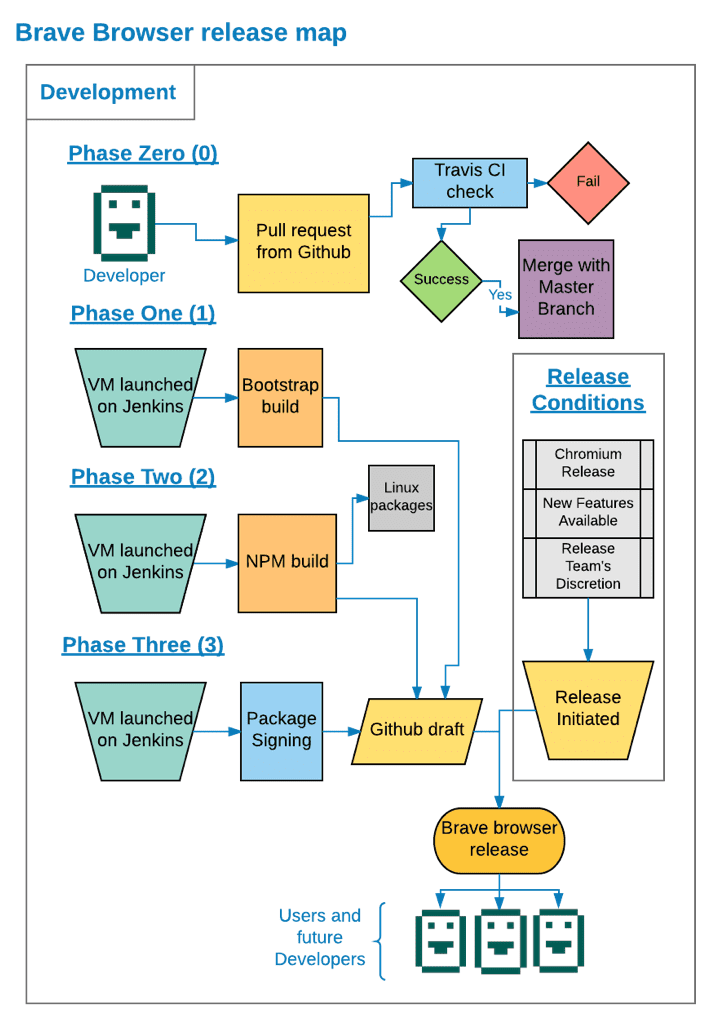 Brave Browser release map
Development
Phase Zero (0)
Developer
Pull request
from Github
Travis CI
check
Fail
Success
Yes
Merge with
Master
Branch
Phase One (1)
VM launched
on Jenkins
Bootstrap
build
Phase Two (2)
VM launched
on Jenkins
NPM build
Linux
packages
Phase Three (3)
VM launched
on Jenkins
Package
Signing
Github draft
Release
Conditions
Chromium
Release
New Features
Available
Release
Team's
Discretion
Release
Initiated
Brave browser
release
Users and
future
Developers